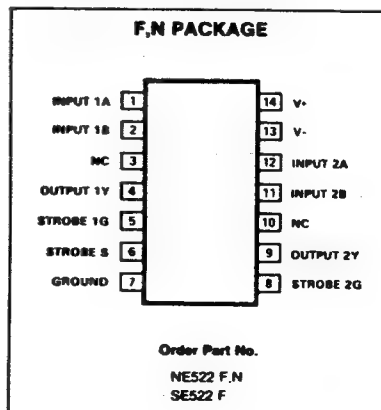 F,N PACKAGE
INPUT 1A 1
INPUT 1B 2
NC 3
OUTPUT 1Y 4
STROBE 1G 5
STROBE S 6
GROUND 7
14 V+
13 V-
12 INPUT 2A
11 INPUT 2B
10 NC
9 OUTPUT 2Y
8 STROBE 2G
Order Part No.
NE522 F,N
SE522 F